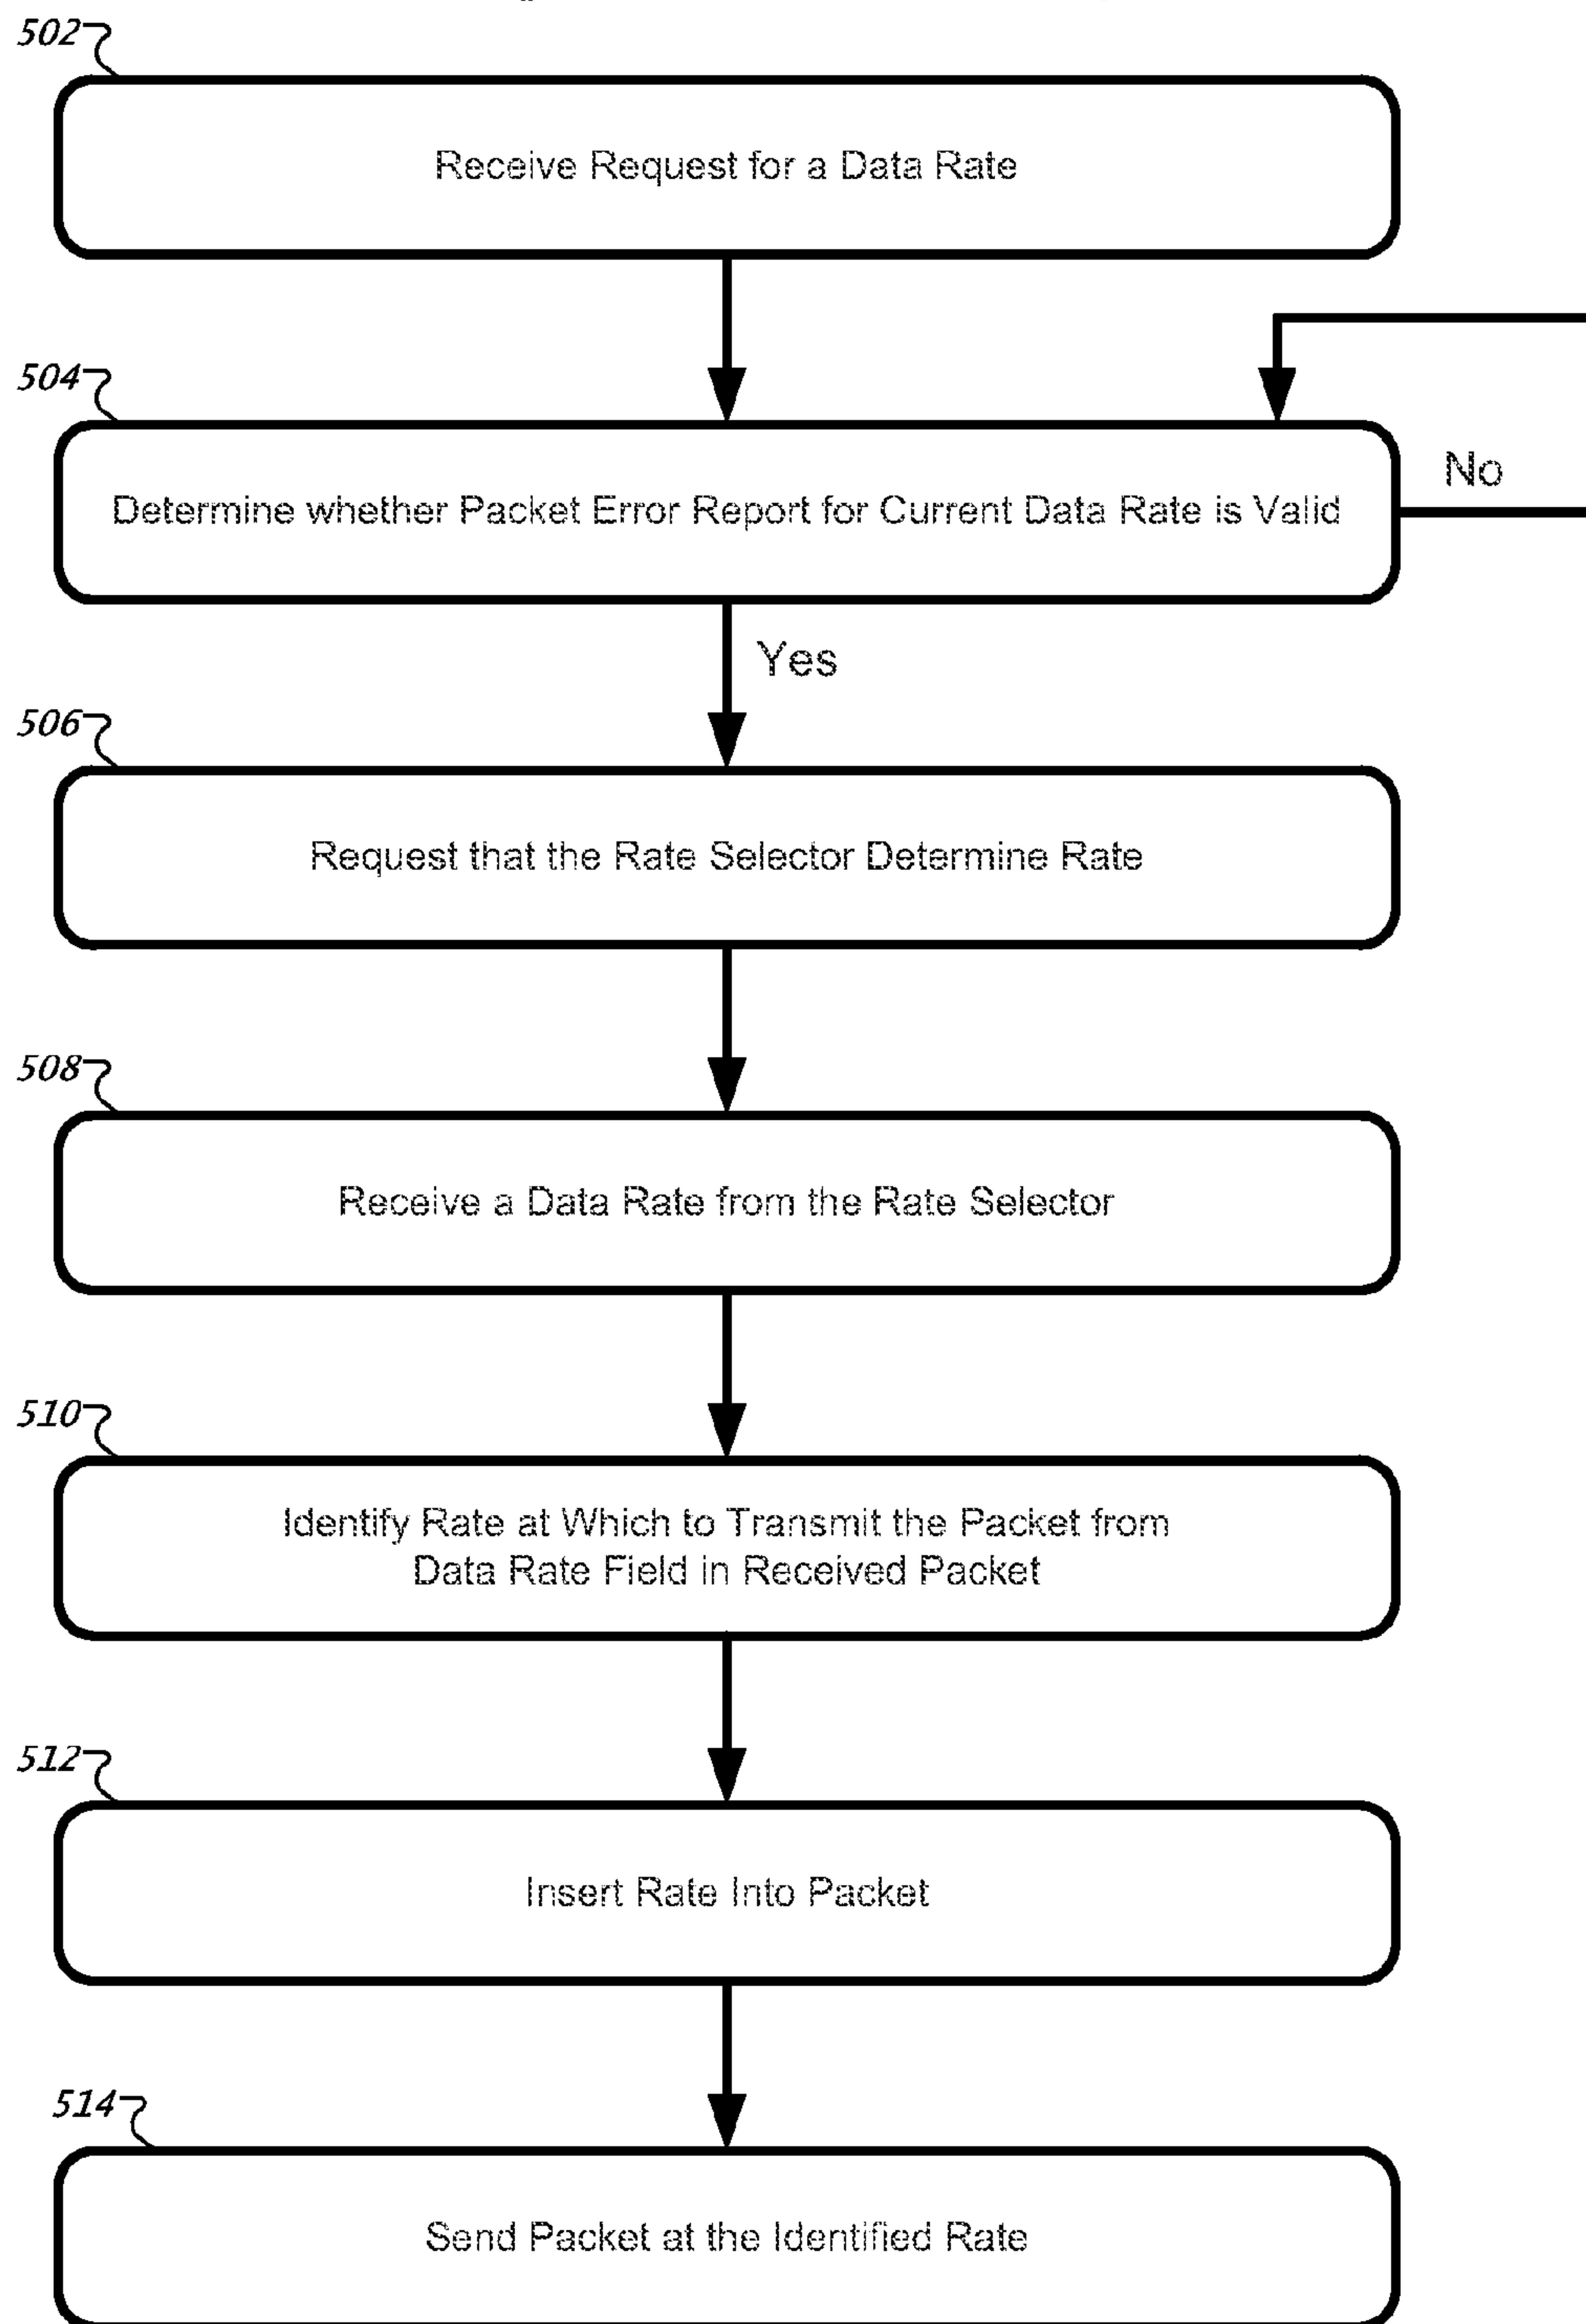 502
Receive Request for a Data Rate
504
Determine whether Packet Error Report for Current Data Rate is Valid
No
Yes
506
Request that the Rate Selector Determine Rate
508
Receive a Data Rate from the Rate Selector
510
Identify Rate at Which to Transmit the Packet from
Data Rate Field in Received Packet
512
Insert Rate Into Packet
514
Send Packet at the Identified Rate